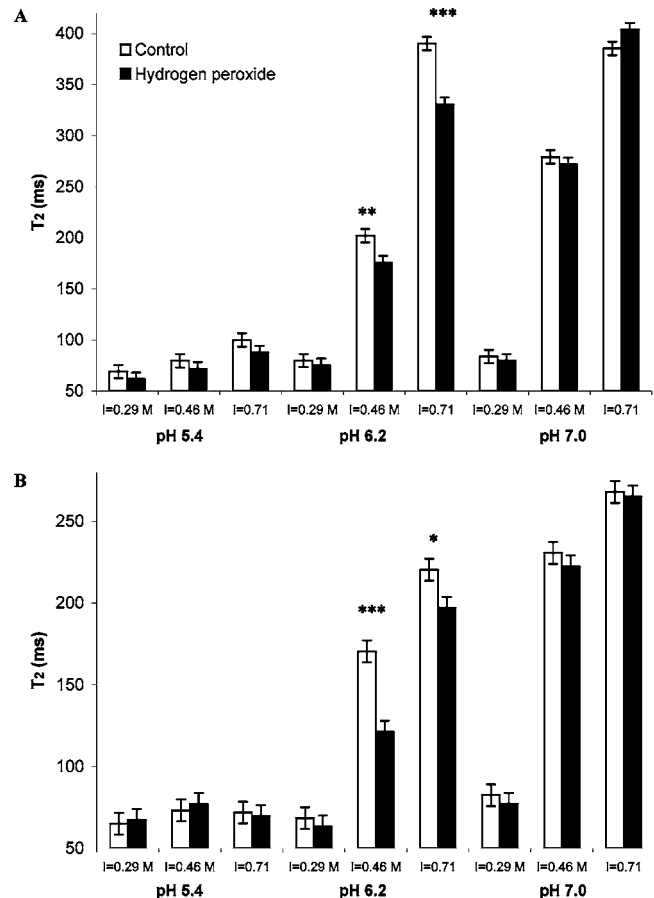 A
***
400
Control
Hydrogen peroxide
350
300
250
T2 (ms)
**
200
150
100
50
I=0.29 M I=0.46 M I=0.71 I=0.29 M I=0.46 M I=0.71 I=0.29 M I=0.46 M I=0.71
pH 5.4 pH 6.2 pH 7.0
B
250
*
200
***
T2 (ms)
150
100
50
I=0.29 M I=0.46 M I=0.71 I=0.29 M I=0.46 M I=0.71 I=0.29 M I=0.46 M I=0.71
pH 5.4 pH 6.2 pH 7.0